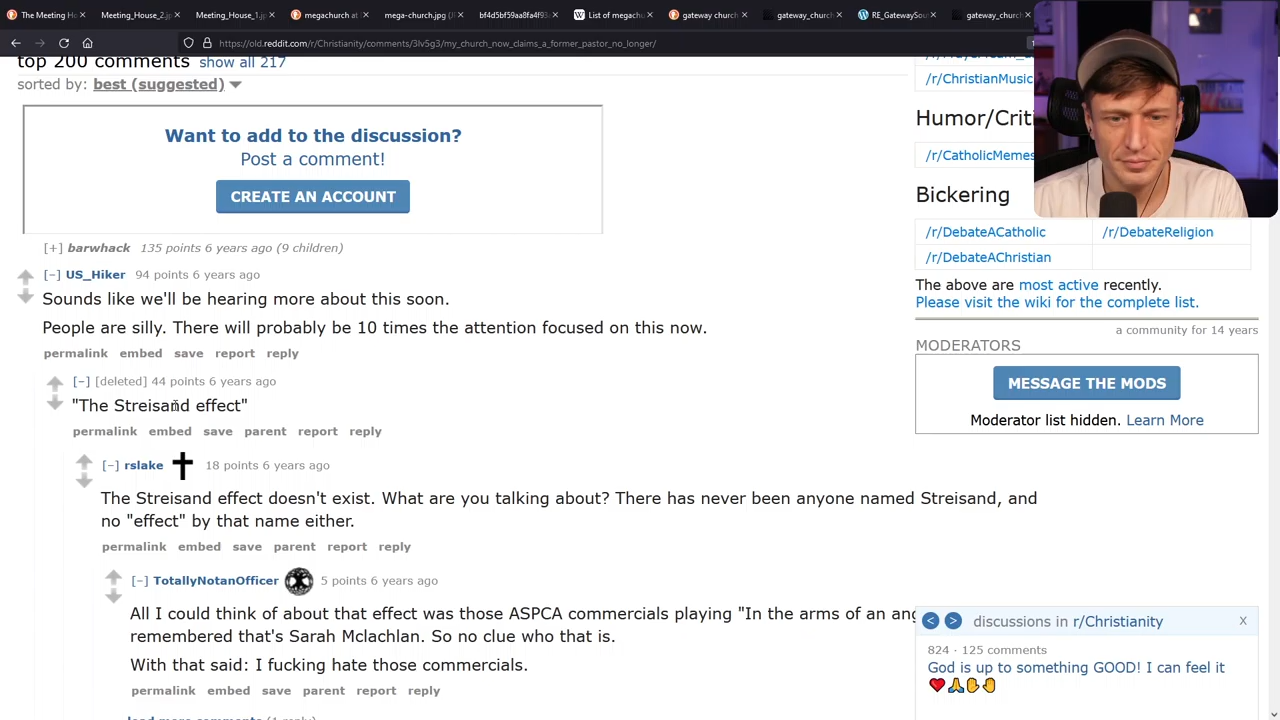 The Meeting H
Meeting_House_2.j
Meeting_House_1.jp
megachurch at
mega-church.jpg (
bf4d5bf59aa8fa4f93
List of megachu
gateway church
gateway_church
RE_GatewaySou
gateway_church
https://old.reddit.com/r/Christianity/comments/3lv5g3/my_church_now_claims_a_former_pastor_no_longer/
top 200 comments show all 217
sorted by: best (suggested)
Want to add to the discussion?
Post a comment!
CREATE AN ACCOUNT
[+] barwhack 135 points 6 years ago (9 children)
[–] US_Hiker 94 points 6 years ago
Sounds like we'll be hearing more about this soon.
People are silly. There will probably be 10 times the attention focused on this now.
permalink embed save report reply
[–] [deleted] 44 points 6 years ago
"The Streisand effect"
permalink embed save parent report reply
[–] rslake 18 points 6 years ago
The Streisand effect doesn't exist. What are you talking about? There has never been anyone named Streisand, and
no "effect" by that name either.
permalink embed save parent report reply
[–] TotallyNotanOfficer 5 points 6 years ago
All I could think of about that effect was those ASPCA commercials playing "In the arms of an ang
remembered that's Sarah Mclachlan. So no clue who that is.
With that said: I fucking hate those commercials.
permalink embed save parent report reply
load more comments (1 reply)
/r/ChristianMusic
Humor/Criti
/r/CatholicMemes
Bickering
/r/DebateACatholic /r/DebateReligion
/r/DebateAChristian
The above are most active recently.
Please visit the wiki for the complete list.
a community for 14 years
MODERATORS
MESSAGE THE MODS
Moderator list hidden. Learn More
< > discussions in r/Christianity X
824 · 125 comments
God is up to something GOOD! I can feel it